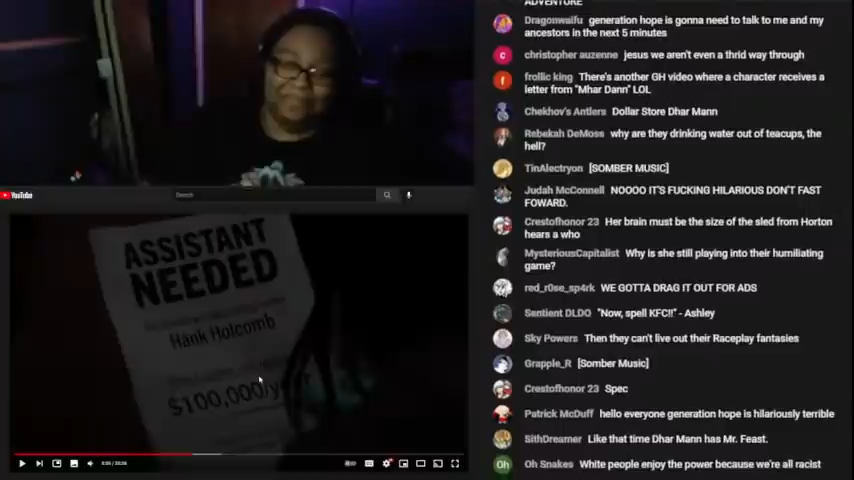 ADVENTURE
Dragonwaifu generation hope is gonna need to talk to me and my
ancestors in the next 5 minutes
christopher auzenne jesus we aren't even a thrid way through
frollic king There's another GH video where a character receives a
letter from "Mhar Dann" LOL
Chekhov's Antlers Dollar Store Dhar Mann
Rebekah DeMoss why are they drinking water out of teacups, the
hell?
TinAlectryon [SOMBER MUSIC]
Judah McConnell NOOOO IT'S FUCKING HILARIOUS DON'T FAST
FOWARD.
Crestofhonor 23 Her brain must be the size of the sled from Horton
hears a who
MysteriousCapitalist Why is she still playing into their humiliating
game?
red_r0se_sp4rk WE GOTTA DRAG IT OUT FOR ADS
Sentient DLDO "Now, spell KFC!!" - Ashley
Sky Powers Then they can't live out their Raceplay fantasies
Grapple_R [Somber Music]
Crestofhonor 23 Spec
Patrick McDuff hello everyone generation hope is hilariously terrible
SithDreamer Like that time Dhar Mann has Mr. Feast.
Oh Oh Snakes White people enjoy the power because we're all racist
YouTube
Search
ASSISTANT
NEEDED
Hank Holcomb
$100,000/y